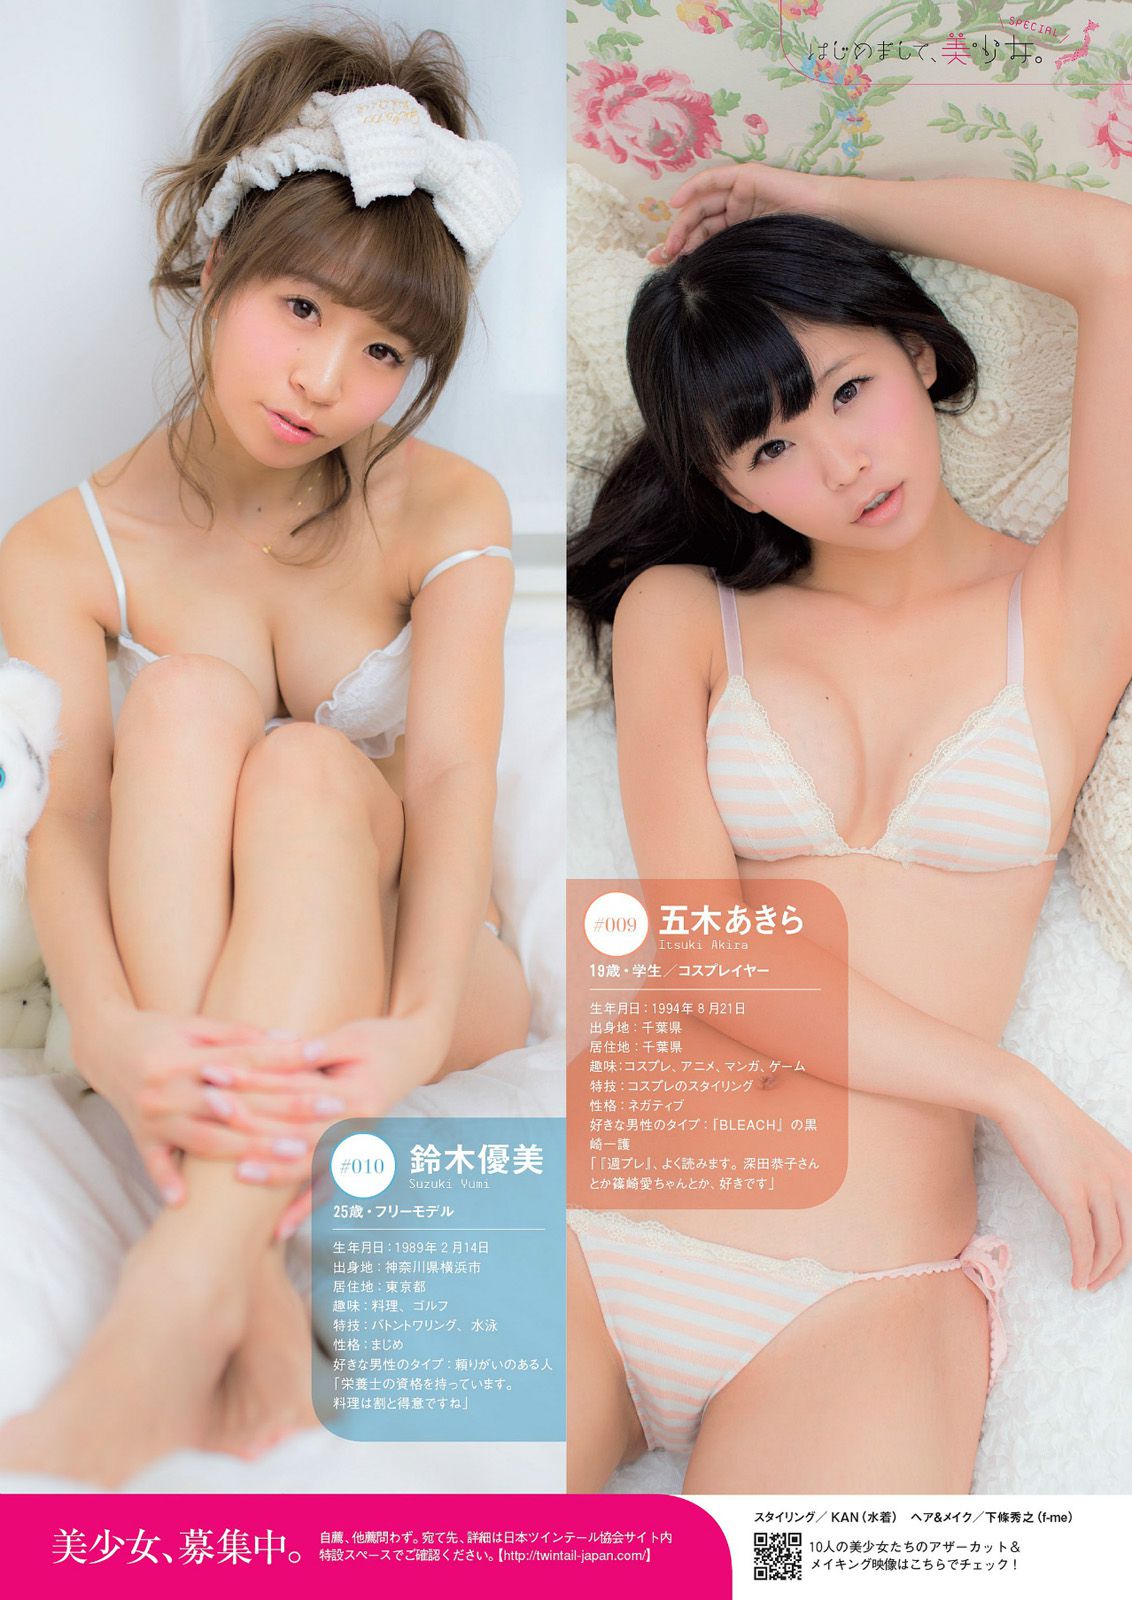 はじめまして、美少女。
SPECIAL
#009
五木あきら
Itsuki Akira
19歳・学生／コスプレイヤー
生年月日：1994年8月21日
出身地：千葉県
居住地：千葉県
趣味：コスプレ、アニメ、マンガ、ゲーム
特技：コスプレのスタイリング
性格：ネガティブ
好きな男性のタイプ：『BLEACH』の黒
崎一護
「『週プレ』、よく読みます。深田恭子さん
とか篠崎愛ちゃんとか、好きです」
#010
鈴木優美
Suzuki Yumi
25歳・フリーモデル
生年月日：1989年2月14日
出身地：神奈川県横浜市
居住地：東京都
趣味：料理、ゴルフ
特技：バトントワリング、水泳
性格：まじめ
好きな男性のタイプ：頼りがいのある人
「栄養士の資格を持っています。
料理は割と得意ですね」
美少女、募集中。
自薦、他薦問わず。宛て先、詳細は日本ツインテール協会サイト内
特設スペースでご確認ください。【http://twintail-japan.com/】
スタイリング／KAN（水着） ヘア&メイク／下條秀之（f-me）
10人の美少女たちのアザーカット＆
メイキング映像はこちらでチェック！